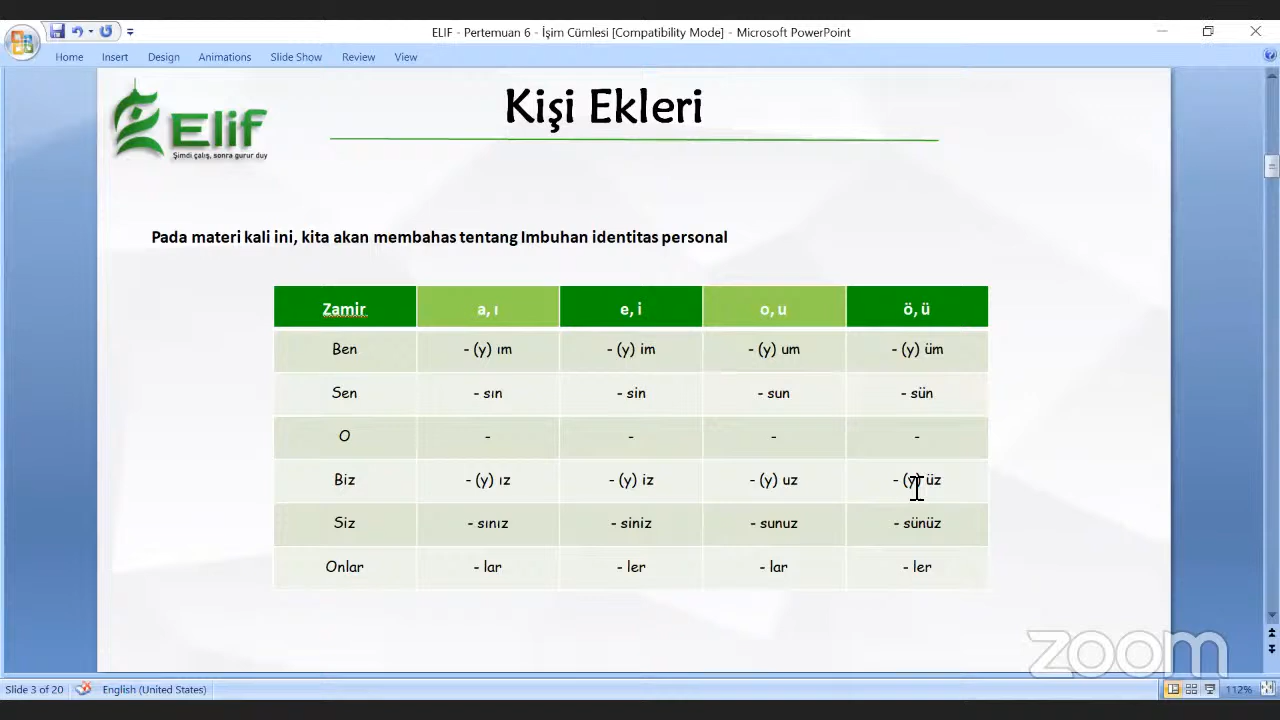 ELIF - Pertemuan 6 - İşim Cümlesi [Compatibility Mode] - Microsoft PowerPoint
Home Insert Design Animations Slide Show Review View
Elif
Şimdi çalış, sonra gurur duy
Kişi Ekleri
Pada materi kali ini, kita akan membahas tentang Imbuhan identitas personal
Zamir a, ı e, i o, u ö, ü
Ben - (y) ım - (y) im - (y) um - (y) üm
Sen - sın - sin - sun - sün
O - - - -
Biz - (y) ız - (y) iz - (y) uz - (y) üz
Siz - sınız - siniz - sunuz - sünüz
Onlar - lar - ler - lar - ler
zoom
Slide 3 of 20 English (United States) 112%